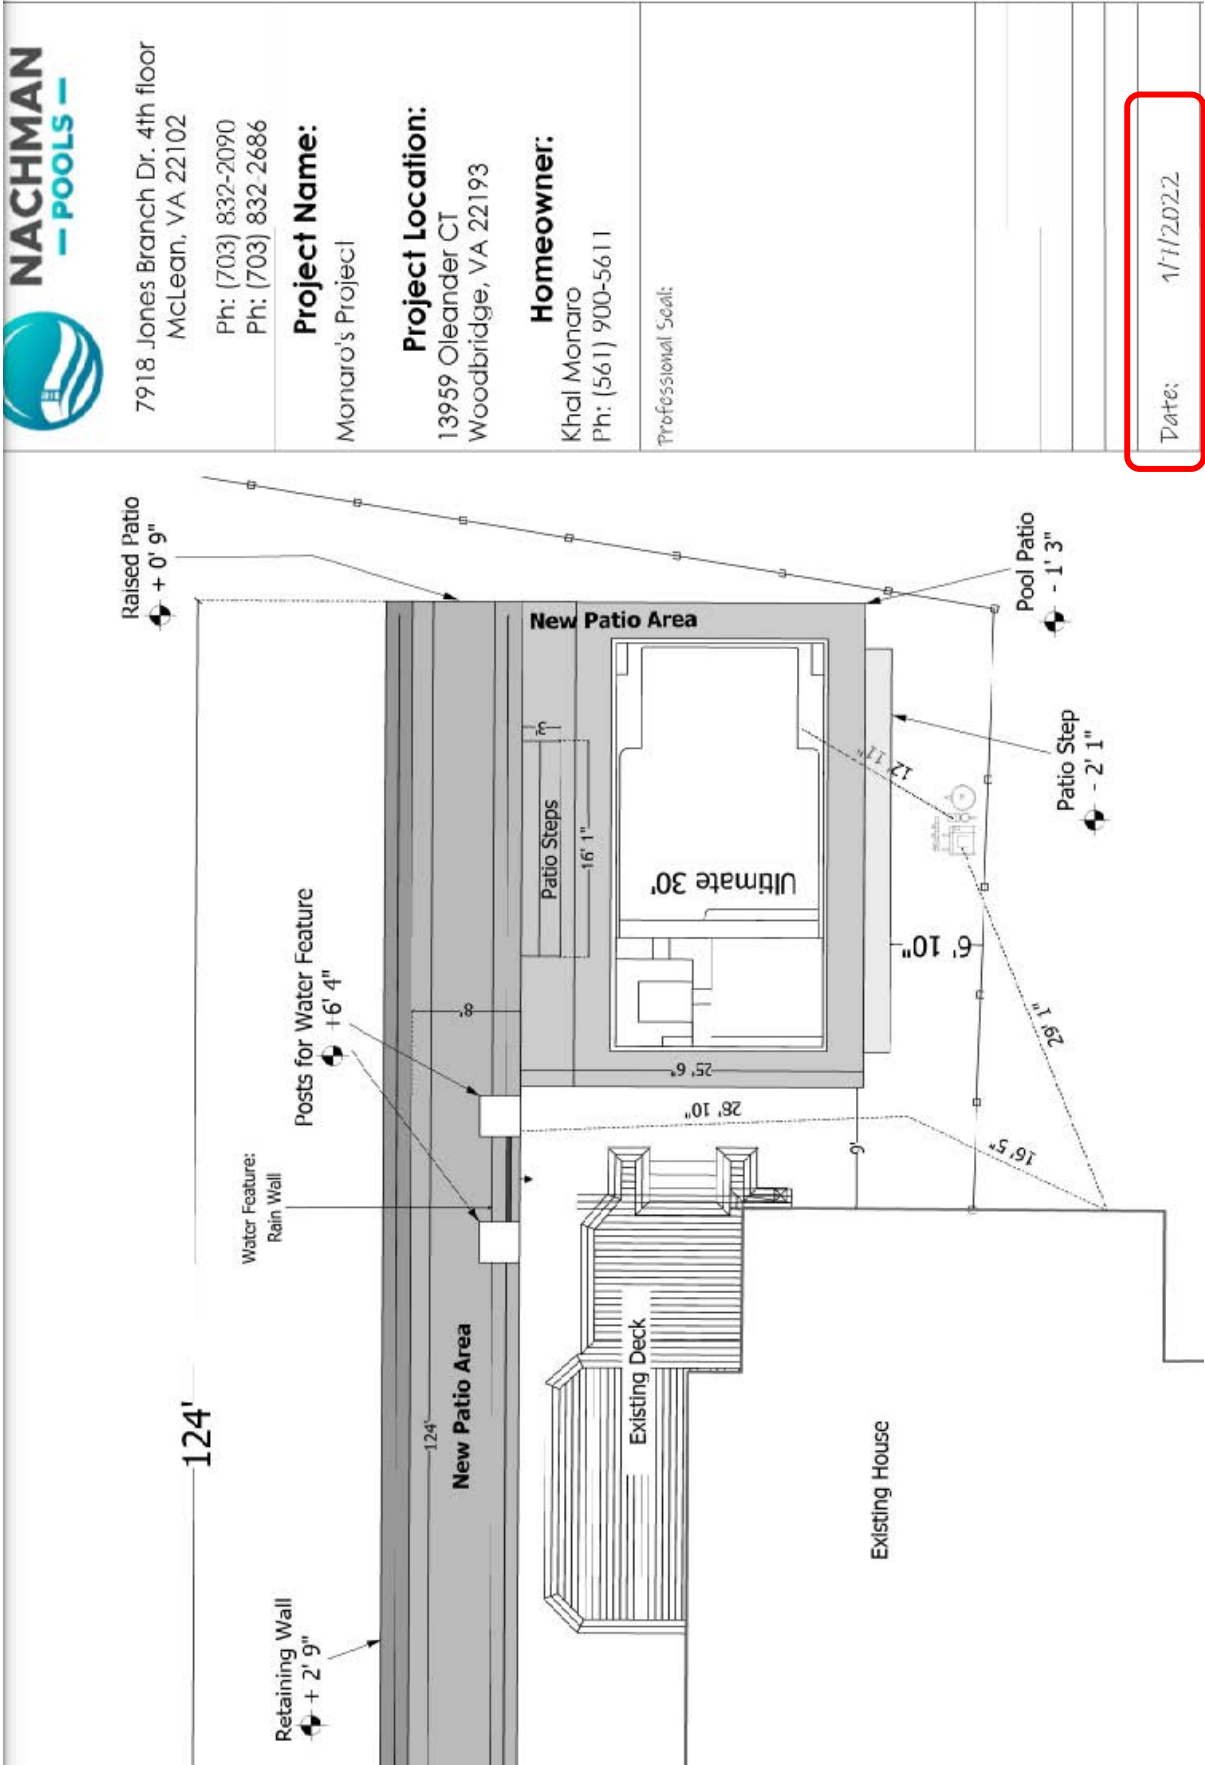 NACHMAN
POOLS
7918 Jones Branch Dr. 4th floor
McLean, VA 22102
Ph: (703) 832-2090
Ph: (703) 832-2686
Project Name:
Monaro's Project
Project Location:
13959 Oleander CT
Woodbridge, VA 22193
Homeowner:
Khal Monaro
Ph: (561) 900-5611
Professional Seal:
Date: 1/7/2022
Raised Patio
+ 0' 9"
New Patio Area
Pool Patio
- 1' 3"
Patio Step
- 2' 1"
3'
Patio Steps
16' 1"
Ultimate 30'
12' 11"
6' 10"
29' 1"
16' 5"
Posts for Water Feature
+6' 4"
8'
25' 6"
28' 10"
9'
Water Feature:
Rain Wall
124'
124'
New Patio Area
Existing Deck
Existing House
Retaining Wall
+ 2' 9"